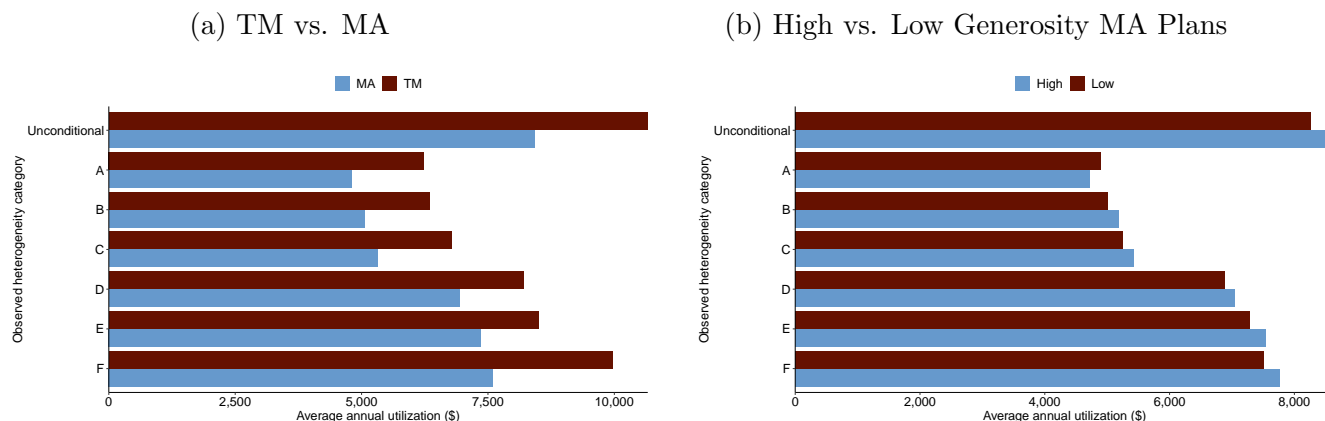 (a) TM vs. MA
MA TM
Observed heterogeneity category
Unconditional
A
B
C
D
E
F
0 2,500 5,000 7,500 10,000
Average annual utilization ($)
(b) High vs. Low Generosity MA Plans
High Low
Observed heterogeneity category
Unconditional
A
B
C
D
E
F
0 2,000 4,000 6,000 8,000
Average annual utilization ($)